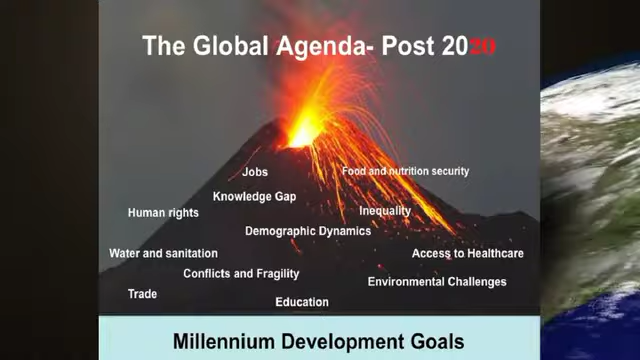 The Global Agenda- Post 2020
Jobs
Food and nutrition security
Knowledge Gap
Human rights
Inequality
Demographic Dynamics
Water and sanitation
Access to Healthcare
Conflicts and Fragility
Environmental Challenges
Trade
Education
Millennium Development Goals